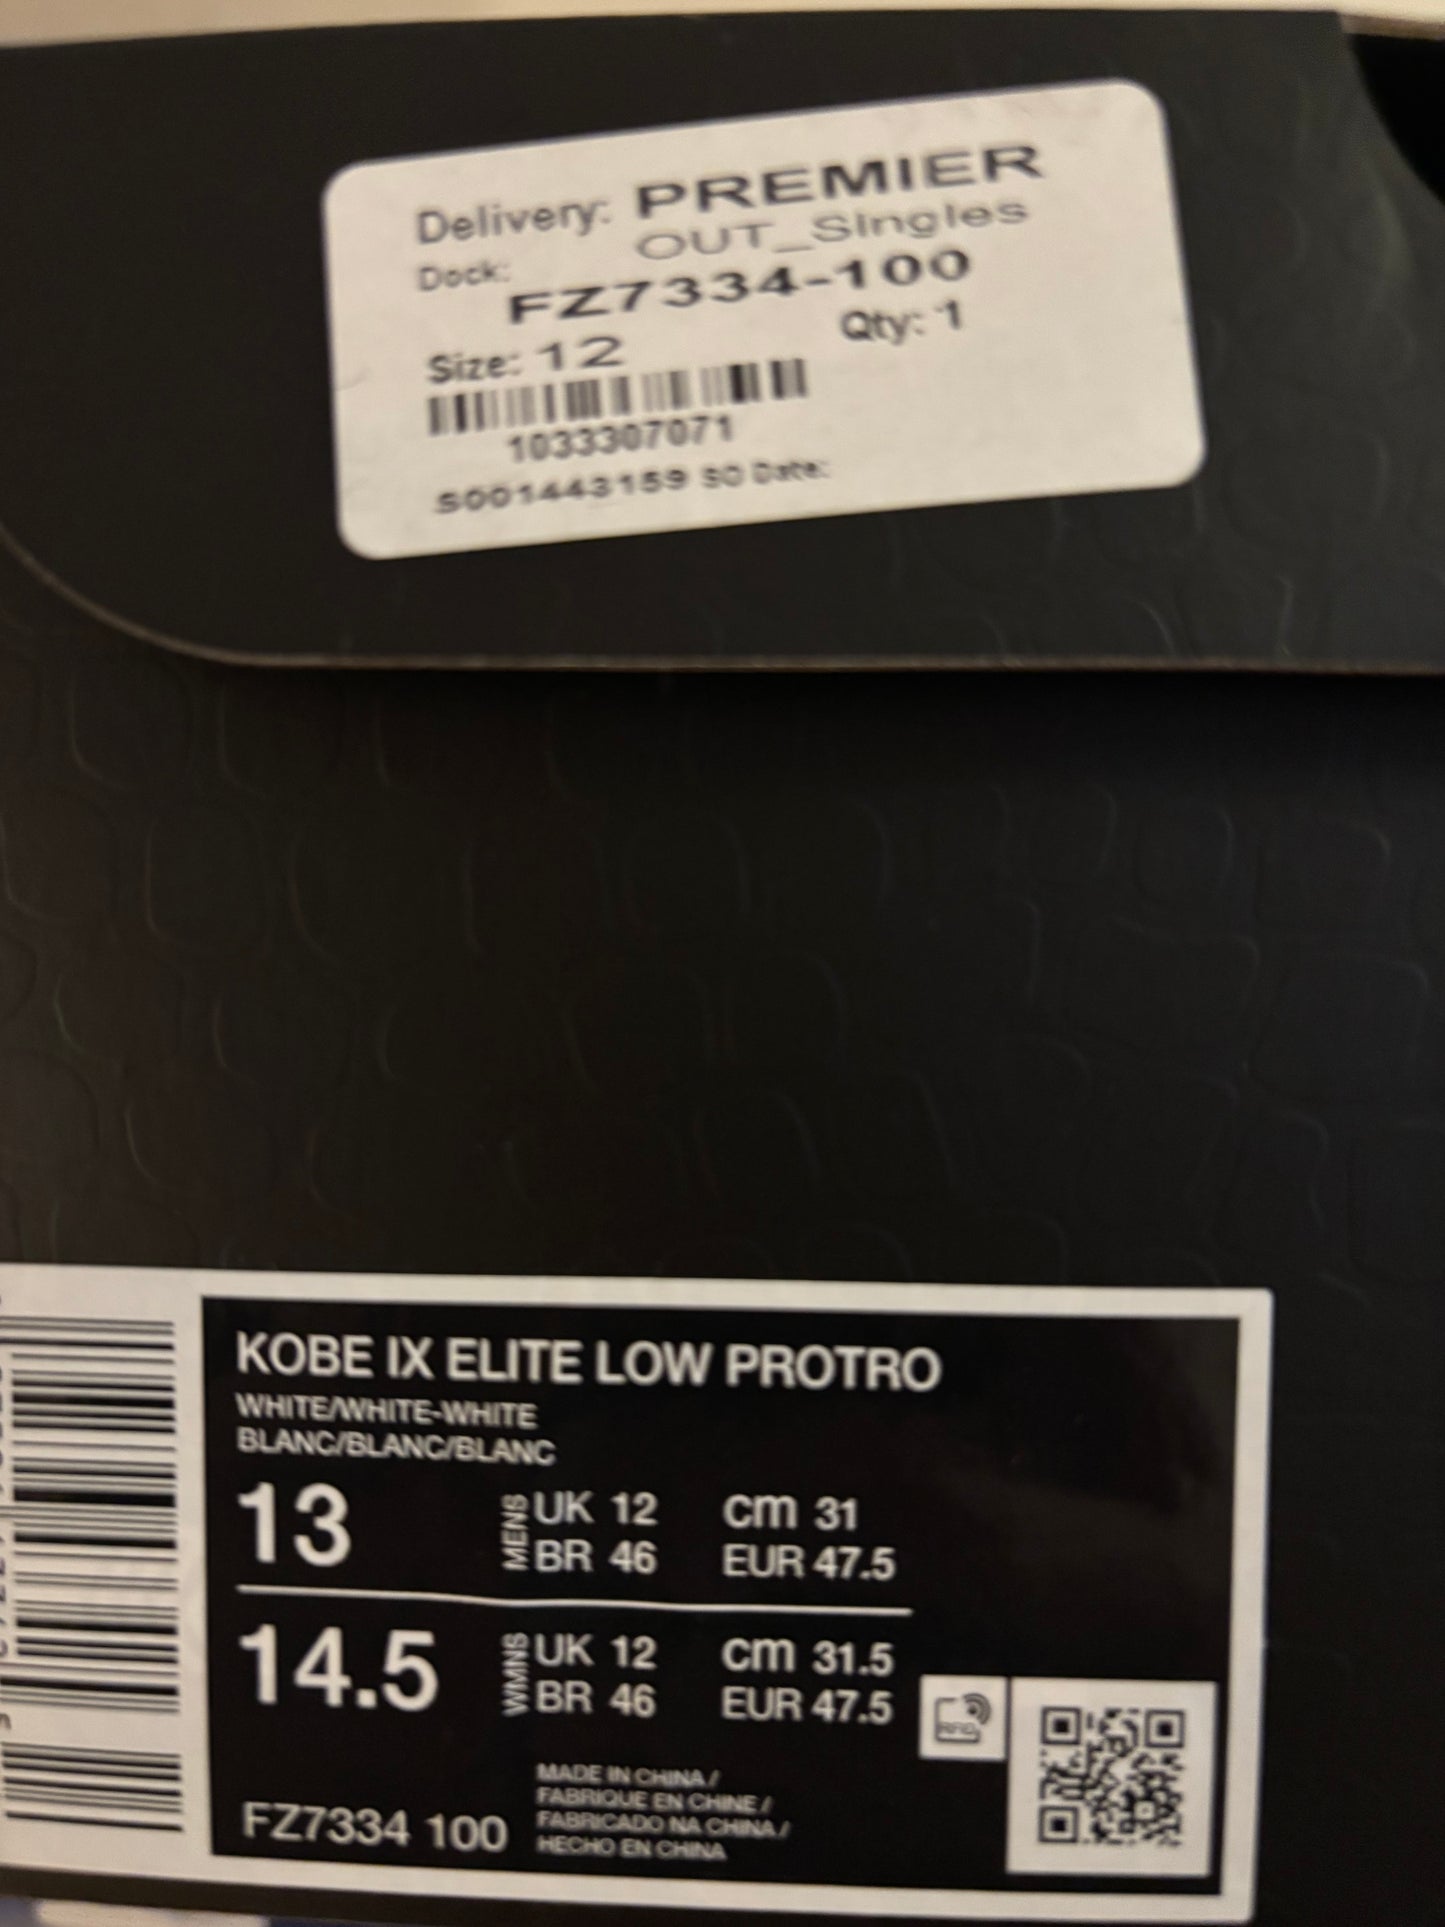 Delivery: PREMIER
OUT_Singles
Dock:
FZ7334-100
Size: 12 Qty: 1
1033307071
S001443159 SO Date:
KOBE IX ELITE LOW PROTRO
WHITE/WHITE-WHITE
BLANC/BLANC/BLANC
13 MENS UK 12 cm 31
BR 46 EUR 47.5
14.5 WMNS UK 12 cm 31.5
BR 46 EUR 47.5
RFID
FZ7334 100
MADE IN CHINA /
FABRIQUE EN CHINE /
FABRICADO NA CHINA /
HECHO EN CHINA